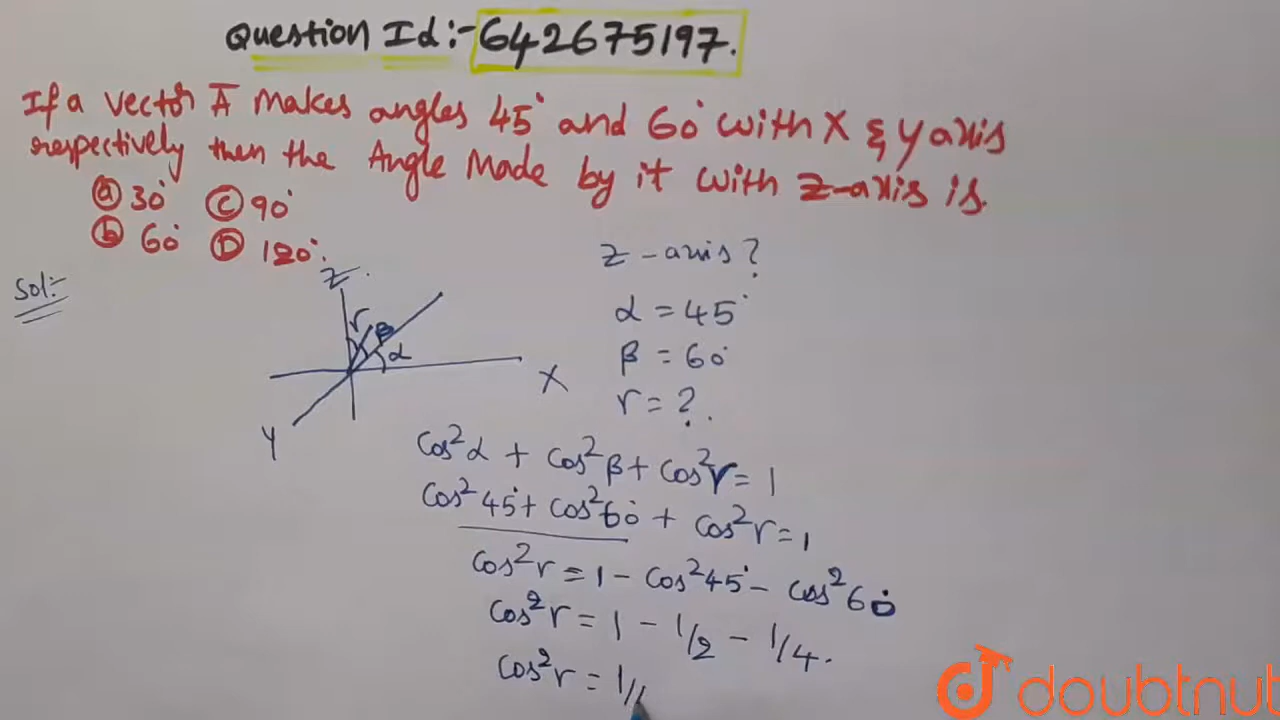 Question Id:-642675197.
If a vector A̅ Makes angles 45° and 60° with X & Y axis
respectively then the Angle Made by it with Z-axis is.
ⓐ 30° Ⓒ 90°
ⓑ 60° Ⓓ 120°.
Sol:-
Z-axis?
Z.
α = 45°
r β
β = 60°
α
X
r = ?.
Y
Cos²α + Cos²β + Cos²r = 1
Cos²45° + Cos²60° + Cos²r = 1
Cos²r = 1 - Cos²45° - Cos²60°
Cos²r = 1 - 1/2 - 1/4.
Cos²r = 1/
doubtnut